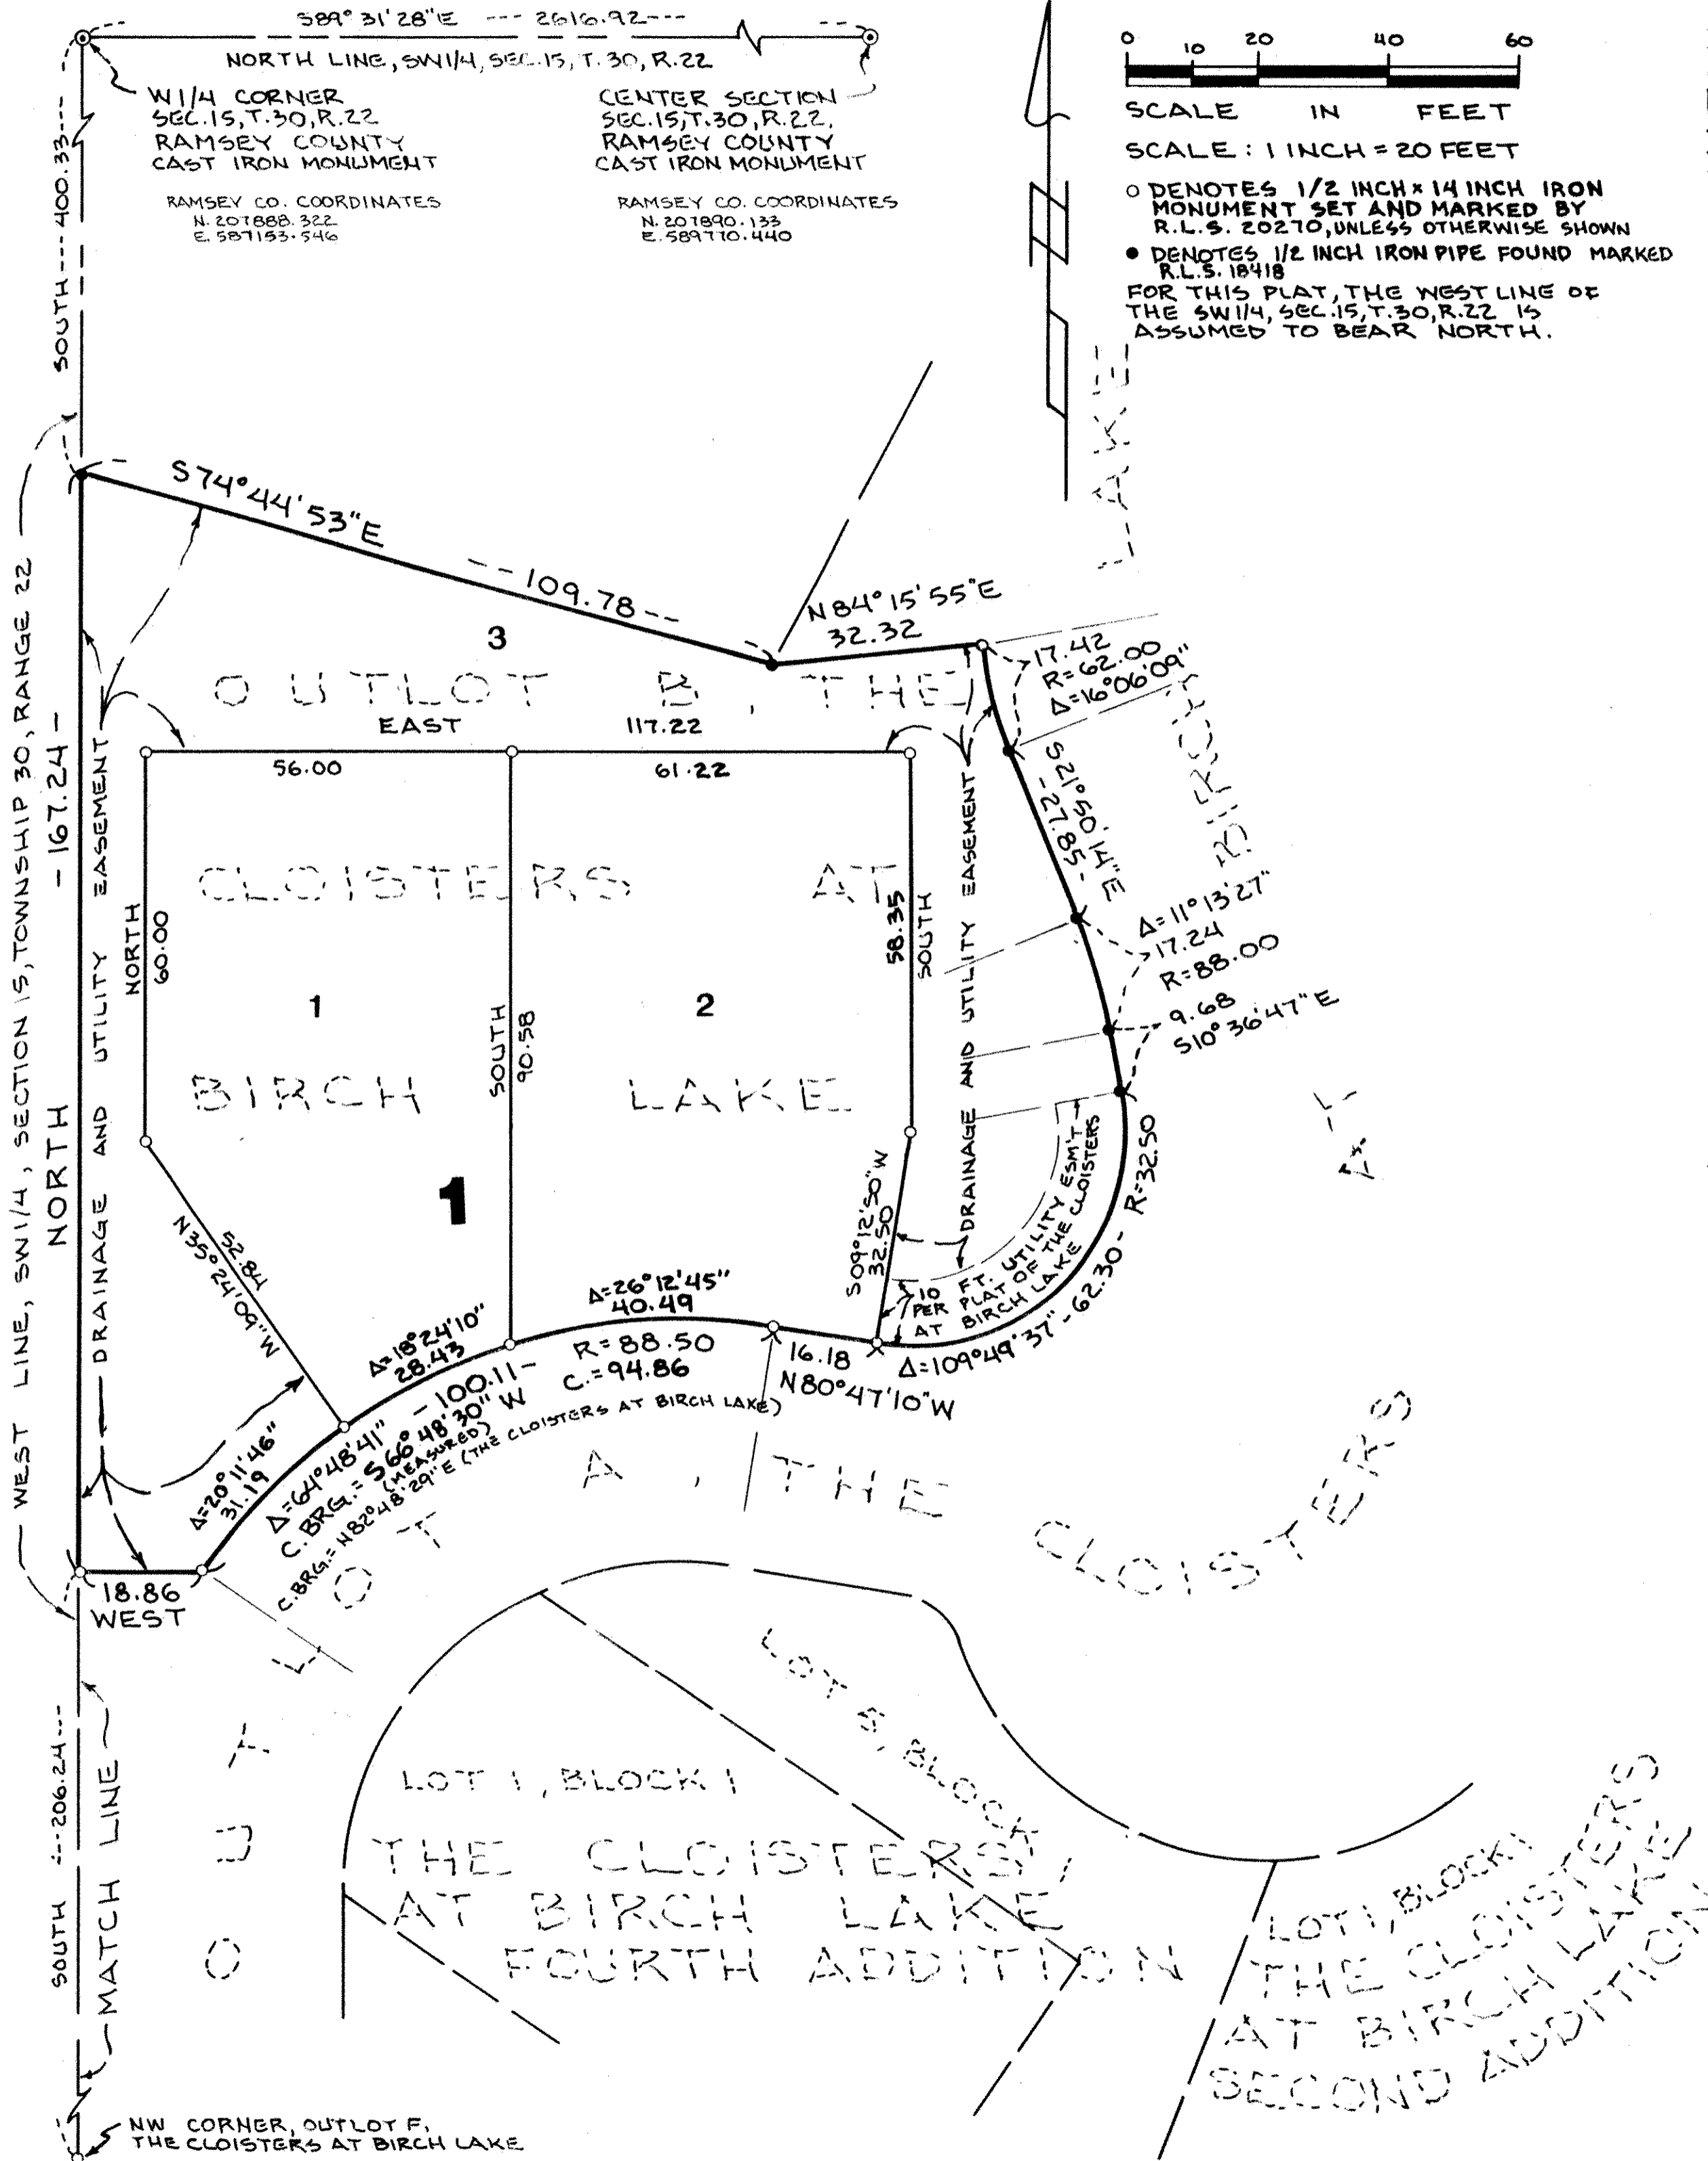 S89°31'28"E --- 2616.92---
NORTH LINE, SW1/4, SEC.15, T.30, R.22
W1/4 CORNER
SEC.15, T.30, R.22
RAMSEY COUNTY
CAST IRON MONUMENT
RAMSEY CO. COORDINATES
N. 207888.322
E. 587153.546
CENTER SECTION
SEC.15, T.30, R.22,
RAMSEY COUNTY
CAST IRON MONUMENT
RAMSEY CO. COORDINATES
N. 207890.133
E. 589770.440
0 10 20 40 60
SCALE IN FEET
SCALE: 1 INCH = 20 FEET
DENOTES 1/2 INCH x 14 INCH IRON
MONUMENT SET AND MARKED BY
R.L.S. 20270, UNLESS OTHERWISE SHOWN
DENOTES 1/2 INCH IRON PIPE FOUND MARKED
R.L.S. 18418
FOR THIS PLAT, THE WEST LINE OF
THE SW1/4, SEC.15, T.30, R.22 IS
ASSUMED TO BEAR NORTH.
SOUTH --- 400.33---
WEST LINE, SW1/4, SECTION 15, TOWNSHIP 30, RANGE 22
NORTH -167.24-
DRAINAGE AND UTILITY EASEMENT
S74°44'53"E
--109.78--
N84°15'55"E
32.32
17.42
R=62.00
Δ=16°06'09"
3
OUTLOT B, THE
EAST 117.22
56.00
61.22
S21°50'14"E
-27.85-
LAKE
BIRCH
CLOISTERS AT
NORTH
60.00
58.35
SOUTH
DRAINAGE AND UTILITY EASEMENT
Δ=11°13'27"
17.24
R=88.00
9.68
S10°36'47"E
1
2
SOUTH
90.58
BIRCH LAKE
AT
1
52.84
N35°24'09"W
S09°12'50"W
32.50
10 FT. UTILITY ESM'T
PER PLAT OF THE CLOISTERS
AT BIRCH LAKE
R=32.50
Δ=109°49'37" -62.30-
Δ=26°12'45"
40.49
Δ=18°24'10"
28.43
R=88.50
C.=94.86
16.18
N80°47'10"W
Δ=20°11'46"
31.19
Δ=64°48'41" -100.11-
C. BRG.= S66°48'30"W
(MEASURED)
C.BRG.= N82°48'29"E (THE CLOISTERS AT BIRCH LAKE)
18.86
WEST
OUTLOT A, THE CLOISTERS
SOUTH --206.24---
MATCH LINE
LOT 1, BLOCK 1
THE CLOISTERS
AT BIRCH LAKE
FOURTH ADDITION
LOT 5, BLOCK 1
LOT 1, BLOCK 1
THE CLOISTERS
AT BIRCH LAKE
SECOND ADDITION
NW CORNER, OUTLOT F,
THE CLOISTERS AT BIRCH LAKE